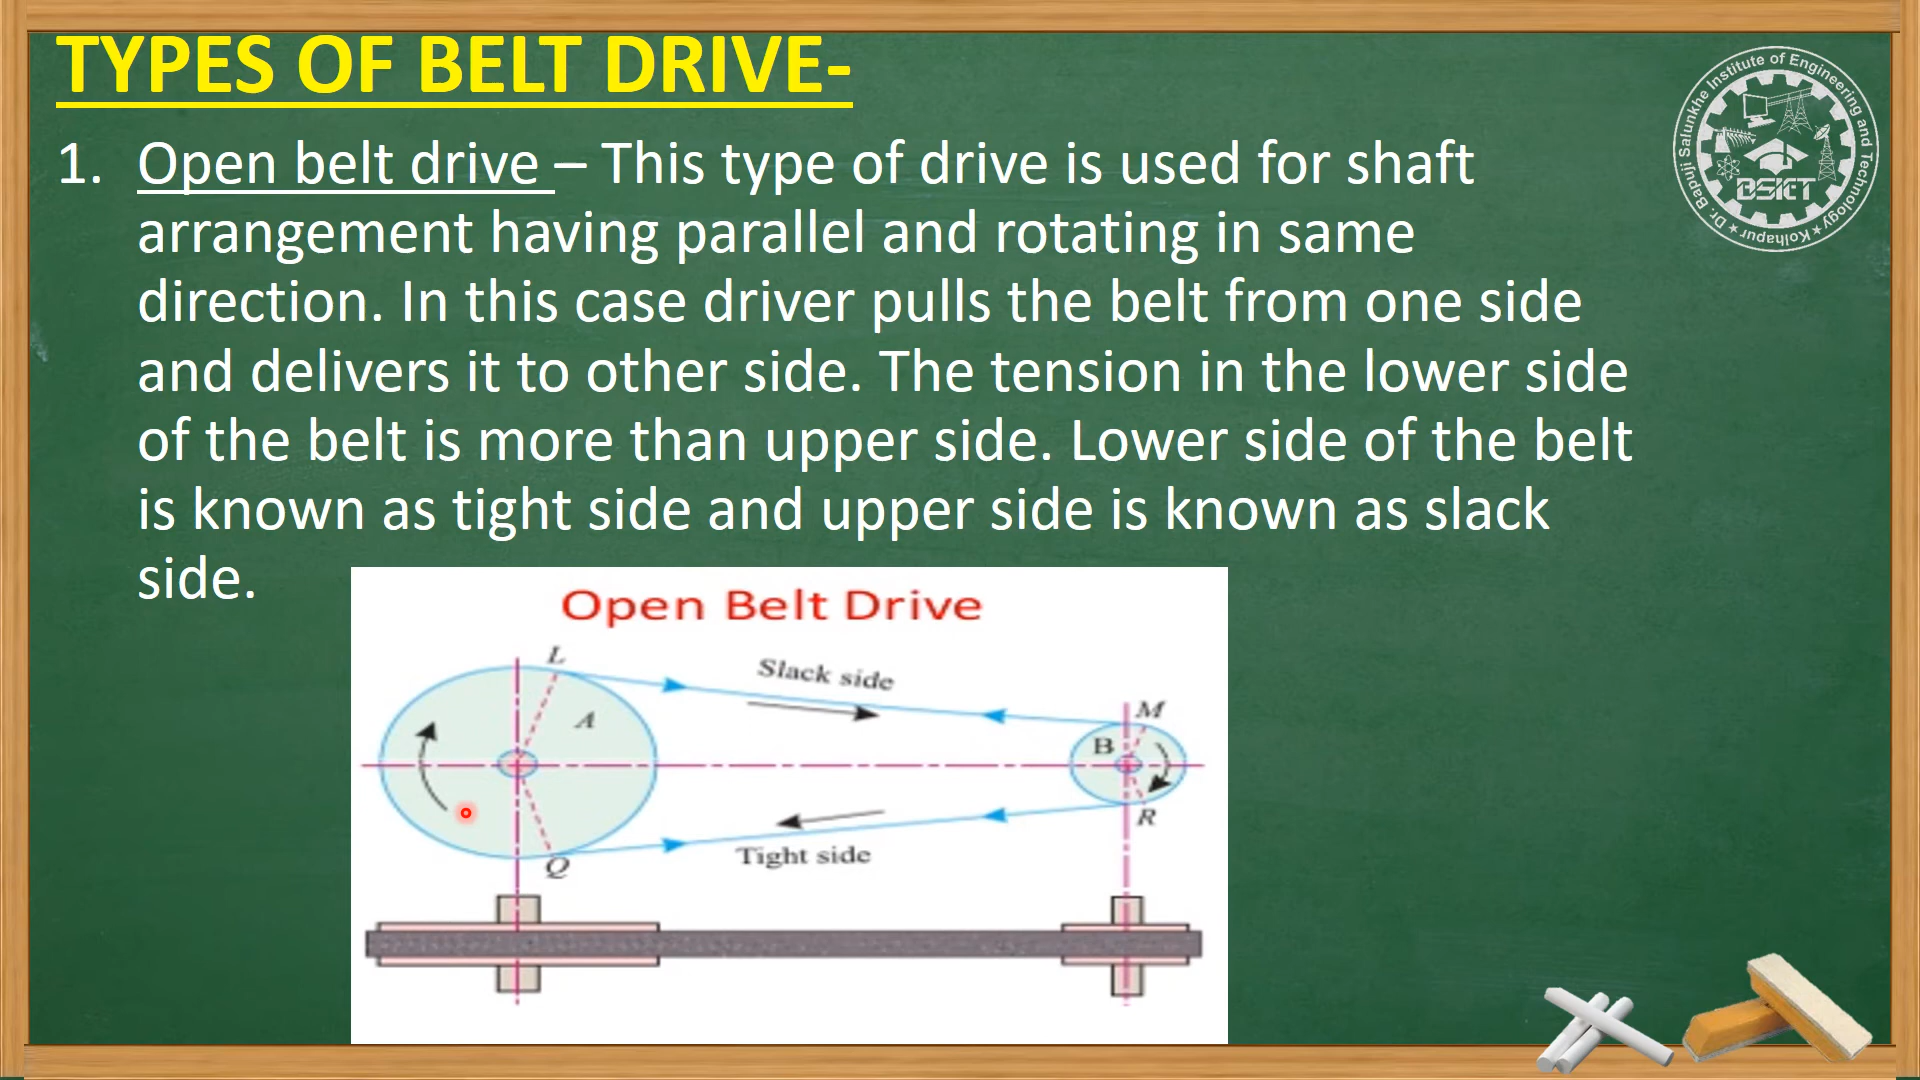 TYPES OF BELT DRIVE-
1. Open belt drive – This type of drive is used for shaft
arrangement having parallel and rotating in same
direction. In this case driver pulls the belt from one side
and delivers it to other side. The tension in the lower side
of the belt is more than upper side. Lower side of the belt
is known as tight side and upper side is known as slack
side.
Open Belt Drive
L
Slack side
A
M
B
R
Tight side
Q
Dr. Bapuji Salunkhe Institute of Engineering and Technology ★ Kolhapur ★
BSIET